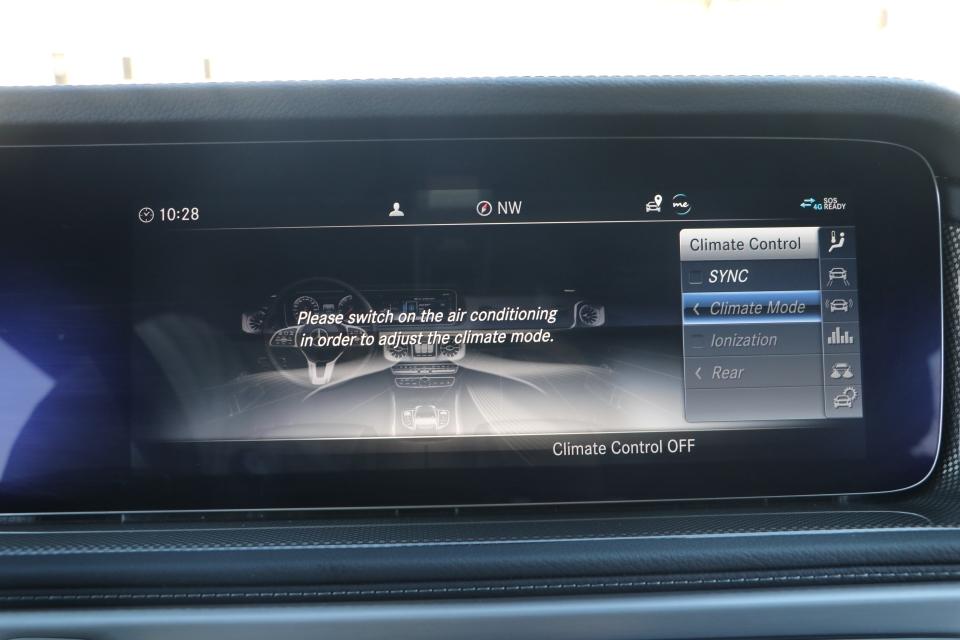 10:28
NW
me
4G
SOS
READY
Climate Control
SYNC
Climate Mode
Ionization
Rear
Please switch on the air conditioning
in order to adjust the climate mode.
Climate Control OFF